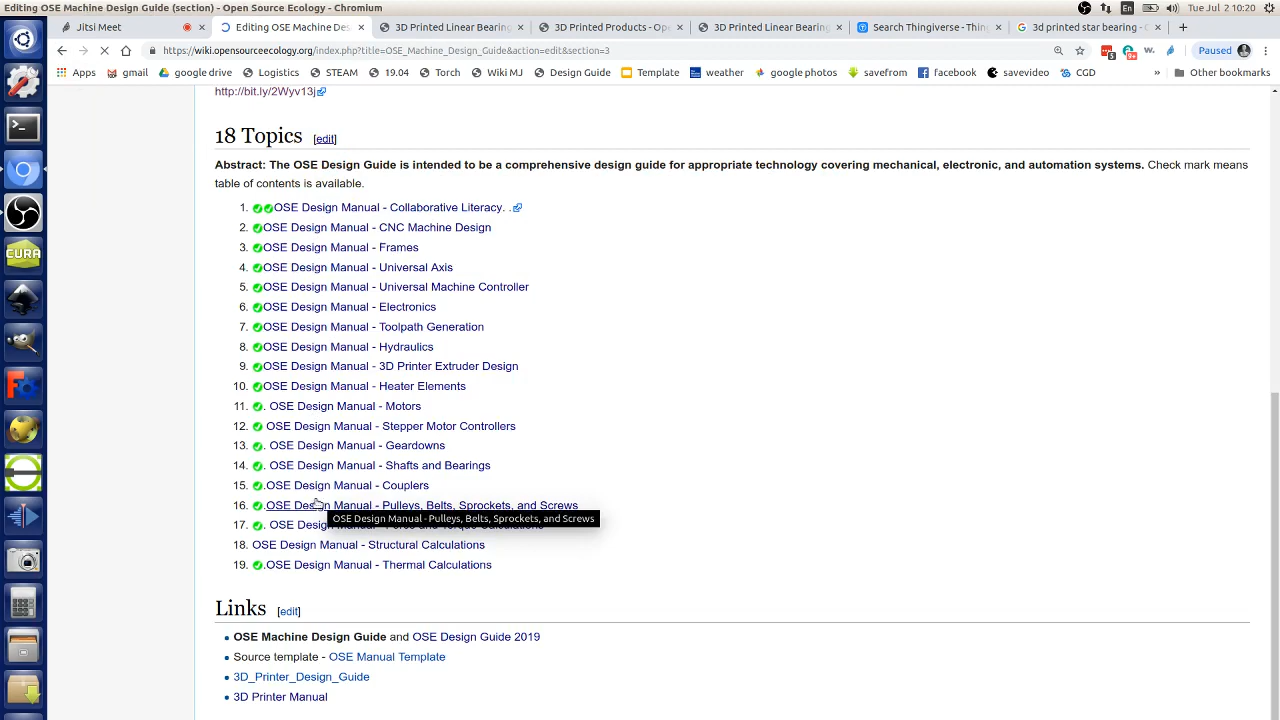 Editing OSE Machine Design Guide (section) - Open Source Ecology - Chromium
En
Tue Jul 2 10:20
Jitsi Meet
Editing OSE Machine Des
3D Printed Linear Bearing
3D Printed Products - Ope
3D Printed Linear Bearing
Search Thingiverse - Thing
3d printed star bearing - G
https://wiki.opensourceecology.org/index.php?title=OSE_Machine_Design_Guide&action=edit&section=3
5
9+
w.
Paused
Apps
gmail
google drive
Logistics
STEAM
19.04
Torch
Wiki MJ
Design Guide
Template
weather
google photos
savefrom
facebook
savevideo
CGD
»
Other bookmarks
http://bit.ly/2Wyv13j
18 Topics [edit]
Abstract: The OSE Design Guide is intended to be a comprehensive design guide for appropriate technology covering mechanical, electronic, and automation systems. Check mark means
table of contents is available.
1. OSE Design Manual - Collaborative Literacy. .
2. OSE Design Manual - CNC Machine Design
3. OSE Design Manual - Frames
4. OSE Design Manual - Universal Axis
5. OSE Design Manual - Universal Machine Controller
6. OSE Design Manual - Electronics
7. OSE Design Manual - Toolpath Generation
8. OSE Design Manual - Hydraulics
9. OSE Design Manual - 3D Printer Extruder Design
10. OSE Design Manual - Heater Elements
11. . OSE Design Manual - Motors
12. . OSE Design Manual - Stepper Motor Controllers
13. . OSE Design Manual - Geardowns
14. . OSE Design Manual - Shafts and Bearings
15. .OSE Design Manual - Couplers
16. .OSE Design Manual - Pulleys, Belts, Sprockets, and Screws
OSE Design Manual - Pulleys, Belts, Sprockets, and Screws
17. . OSE Desig
18. OSE Design Manual - Structural Calculations
19. .OSE Design Manual - Thermal Calculations
Links [edit]
OSE Machine Design Guide and OSE Design Guide 2019
Source template - OSE Manual Template
3D_Printer_Design_Guide
3D Printer Manual
CURA